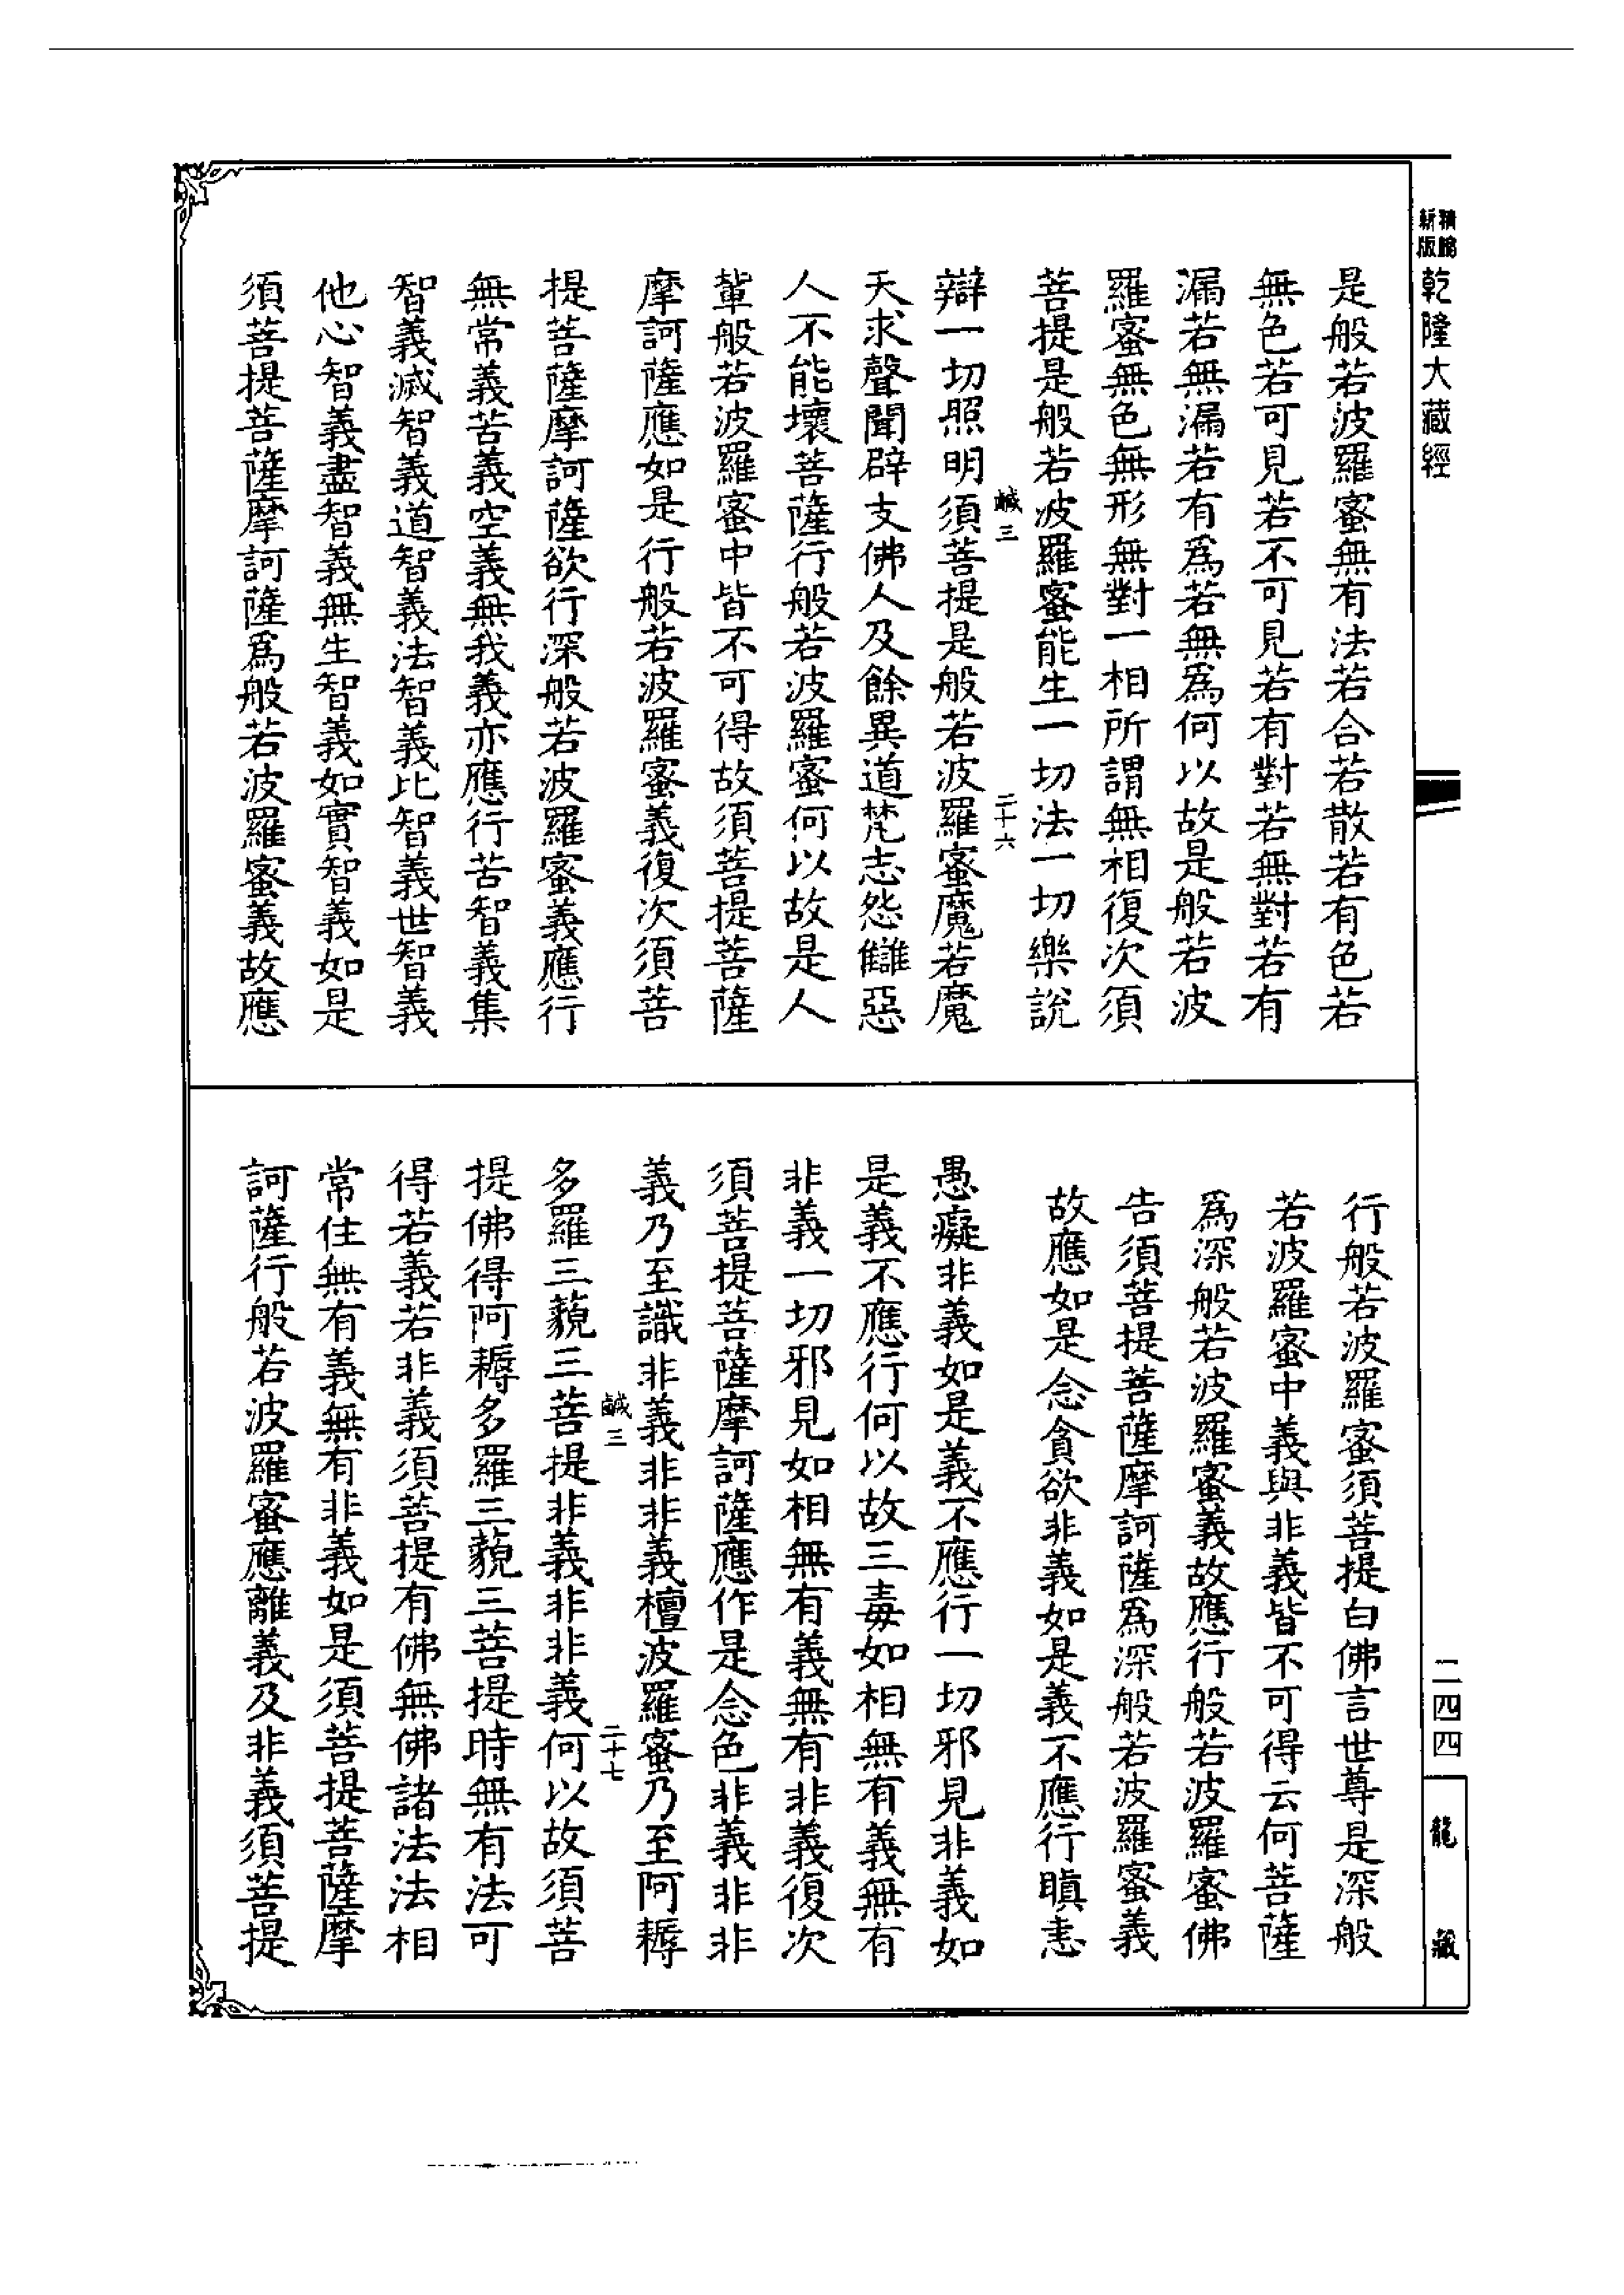 精縮
新版
乾隆大藏經
是般若波羅蜜無有法若合若散若有色若
無色若可見若不可見若有對若無對若有
漏若無漏若有爲若無爲何以故是般若波
羅蜜無色無形無對一相所謂無相復次須
菩提是般若波羅蜜能生一切法一切樂說
鹹三
二十六
辯一切照明須菩提是般若波羅蜜魔若魔
天求聲聞辟支佛人及餘異道梵志怨讎惡
人不能壞菩薩行般若波羅蜜何以故是人
輩般若波羅蜜中皆不可得故須菩提菩薩
摩訶薩應如是行般若波羅蜜義復次須菩
提菩薩摩訶薩欲行深般若波羅蜜義應行
無常義苦義空義無我義亦應行苦智義集
智義滅智義道智義法智義比智義世智義
他心智義盡智義無生智義如實智義如是
須菩提菩薩摩訶薩爲般若波羅蜜義故應
行般若波羅蜜須菩提白佛言世尊是深般
若波羅蜜中義與非義皆不可得云何菩薩
爲深般若波羅蜜義故應行般若波羅蜜佛
告須菩提菩薩摩訶薩爲深般若波羅蜜義
故應如是念貪欲非義如是義不應行瞋恚
愚癡非義如是義不應行一切邪見非義如
是義不應行何以故三毒如相無有義無有
非義一切邪見如相無有義無有非義復次
須菩提菩薩摩訶薩應作是念色非義非非
義乃至識非義非非義檀波羅蜜乃至阿耨
鹹三
二十七
多羅三藐三菩提非義非非義何以故須菩
提佛得阿耨多羅三藐三菩提時無有法可
得若義若非義須菩提有佛無佛諸法法相
常住無有義無有非義如是須菩提菩薩摩
訶薩行般若波羅蜜應離義及非義須菩提
二四四
龍藏